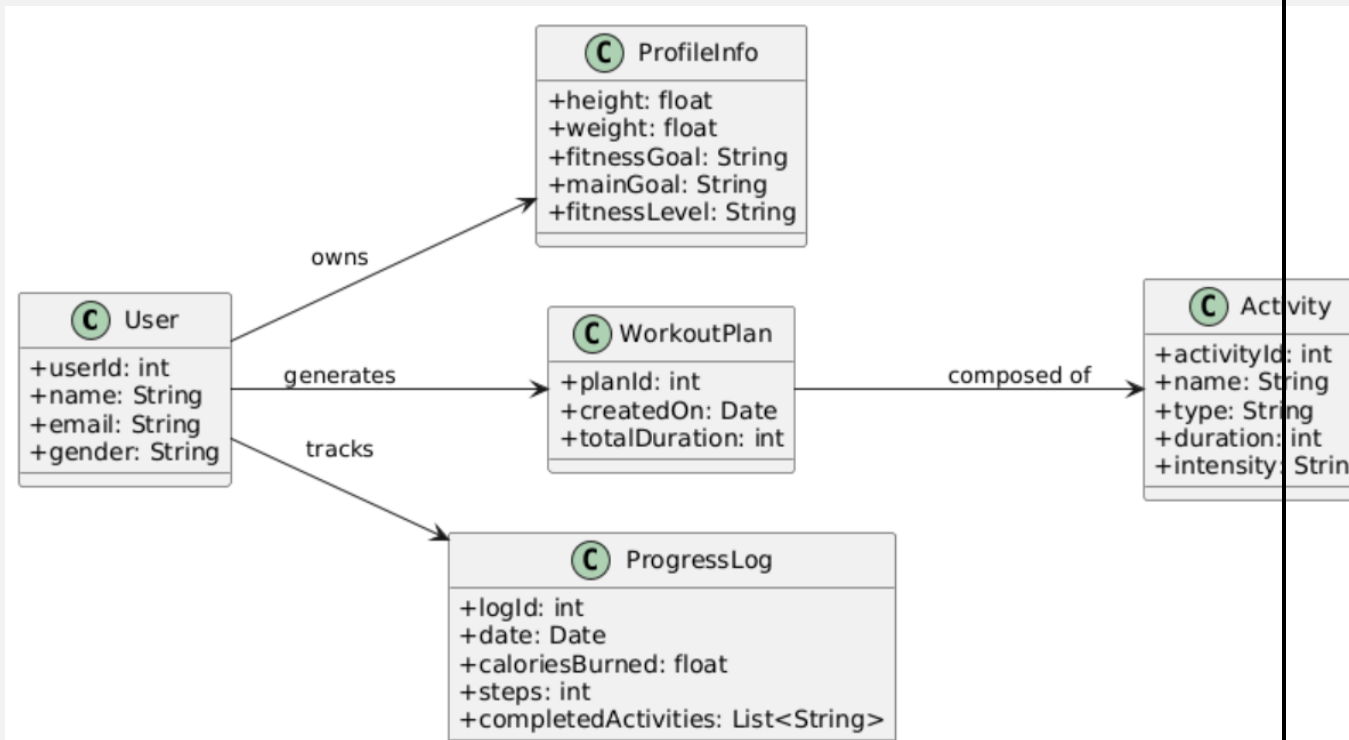 C ProfileInfo
+height: float
+weight: float
+fitnessGoal: String
+mainGoal: String
+fitnessLevel: String
owns
C User
+userId: int
+name: String
+email: String
+gender: String
generates
C WorkoutPlan
+planId: int
+createdOn: Date
+totalDuration: int
composed of
C Activity
+activityId: int
+name: String
+type: String
+duration: int
+intensity: Strin
tracks
C ProgressLog
+logId: int
+date: Date
+caloriesBurned: float
+steps: int
+completedActivities: List<String>